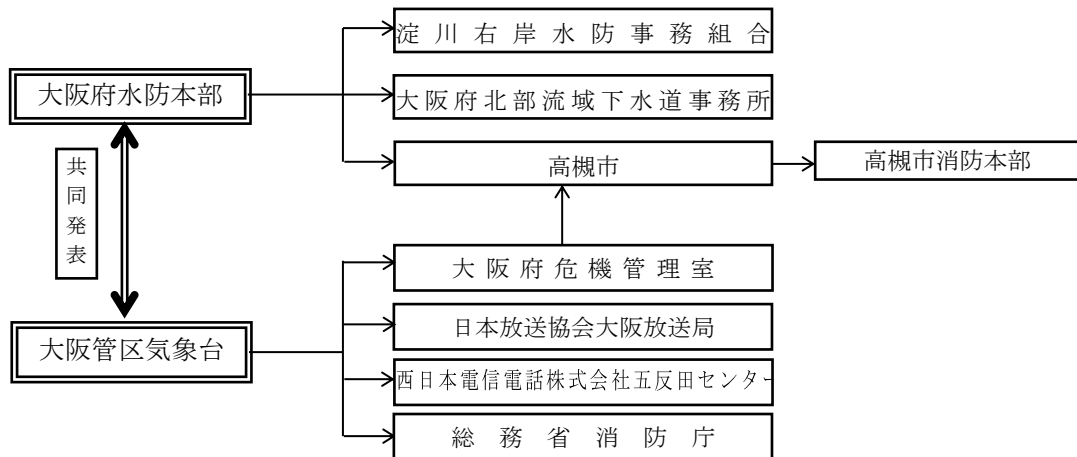 淀川右岸水防事務組合
大阪府水防本部
大阪府北部流域下水道事務所
高槻市
高槻市消防本部
共同発表
大阪府危機管理室
日本放送協会大阪放送局
大阪管区気象台
西日本電信電話株式会社五反田センター
総務省消防庁